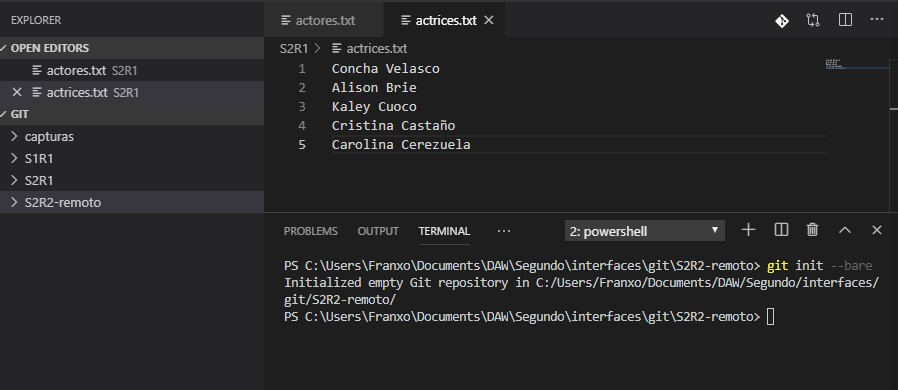 EXPLORER
OPEN EDITORS
actores.txt S2R1
actrices.txt S2R1
GIT
capturas
S1R1
S2R1
S2R2-remoto
actores.txt
actrices.txt
S2R1 > actrices.txt
1 Concha Velasco
2 Alison Brie
3 Kaley Cuoco
4 Cristina Castaño
5 Carolina Cerezuela
PROBLEMS OUTPUT TERMINAL ··· 2: powershell
PS C:\Users\Franxo\Documents\DAW\Segundo\interfaces\git\S2R2-remoto> git init --bare
Initialized empty Git repository in C:/Users/Franxo/Documents/DAW/Segundo/interfaces/
git/S2R2-remoto/
PS C:\Users\Franxo\Documents\DAW\Segundo\interfaces\git\S2R2-remoto>